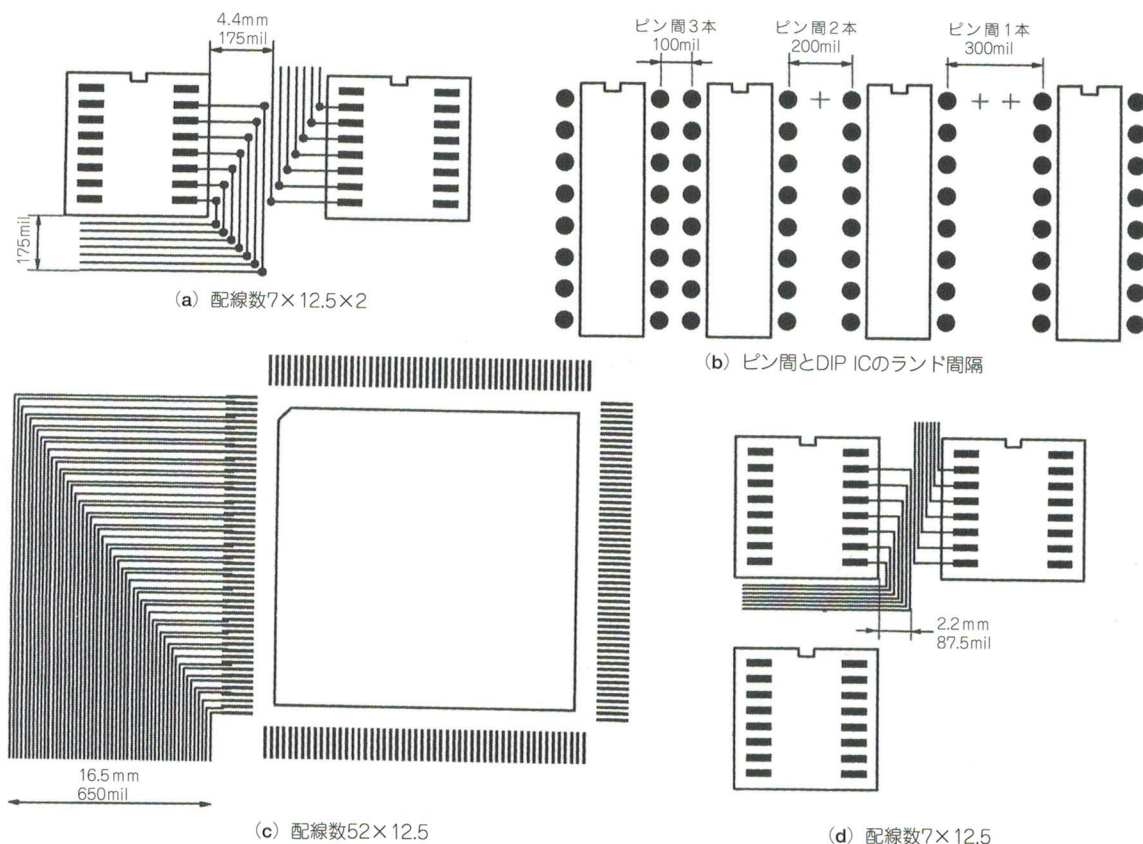 4.4mm
175mil
175mil
(a) 配線数7×12.5×2
ピン間3本
100mil
ピン間2本
200mil
ピン間1本
300mil
(b) ピン間とDIP ICのランド間隔
16.5mm
650mil
(c) 配線数52×12.5
2.2mm
87.5mil
(d) 配線数7×12.5